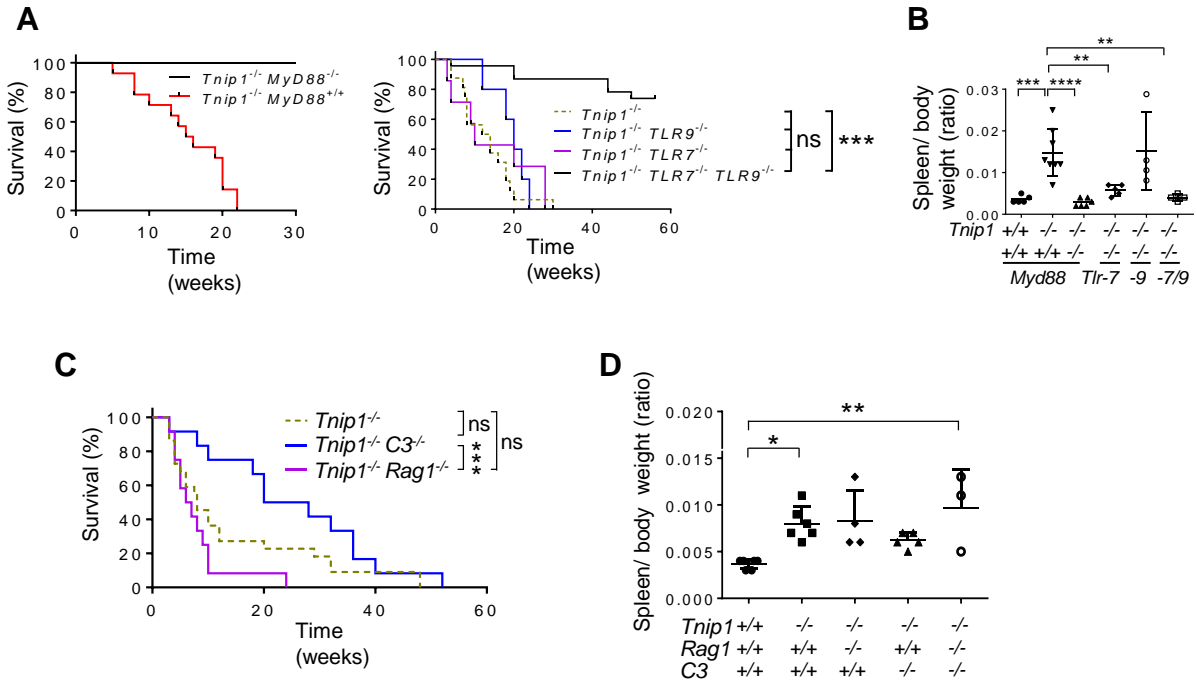 A
Survival (%)
100
80
60
40
20
0
Tnip1-/- MyD88-/-
Tnip1-/- MyD88+/+
0 10 20 30
Time
(weeks)
Survival (%)
100
80
60
40
20
0
Tnip1-/-
Tnip1-/- TLR9-/-
Tnip1-/- TLR7-/-
Tnip1-/- TLR7-/- TLR9-/-
ns
***
0 20 40 60
Time
(weeks)
B
Spleen/ body
weight (ratio)
**
**
*** ****
0.03
0.02
0.01
0.00
Tnip1 +/+ -/- -/- -/- -/- -/-
+/+ +/+ -/- -/- -/- -/-
Myd88 Tlr-7 -9 -7/9
C
Survival (%)
100
80
60
40
20
0
Tnip1-/-
Tnip1-/- C3-/-
Tnip1-/- Rag1-/-
ns
***
ns
0 20 40 60
Time
(weeks)
D
Spleen/ body weight (ratio)
**
*
0.020
0.015
0.010
0.005
0.000
Tnip1 +/+ -/- -/- -/- -/-
Rag1 +/+ +/+ -/- +/+ -/-
C3 +/+ +/+ +/+ -/- -/-